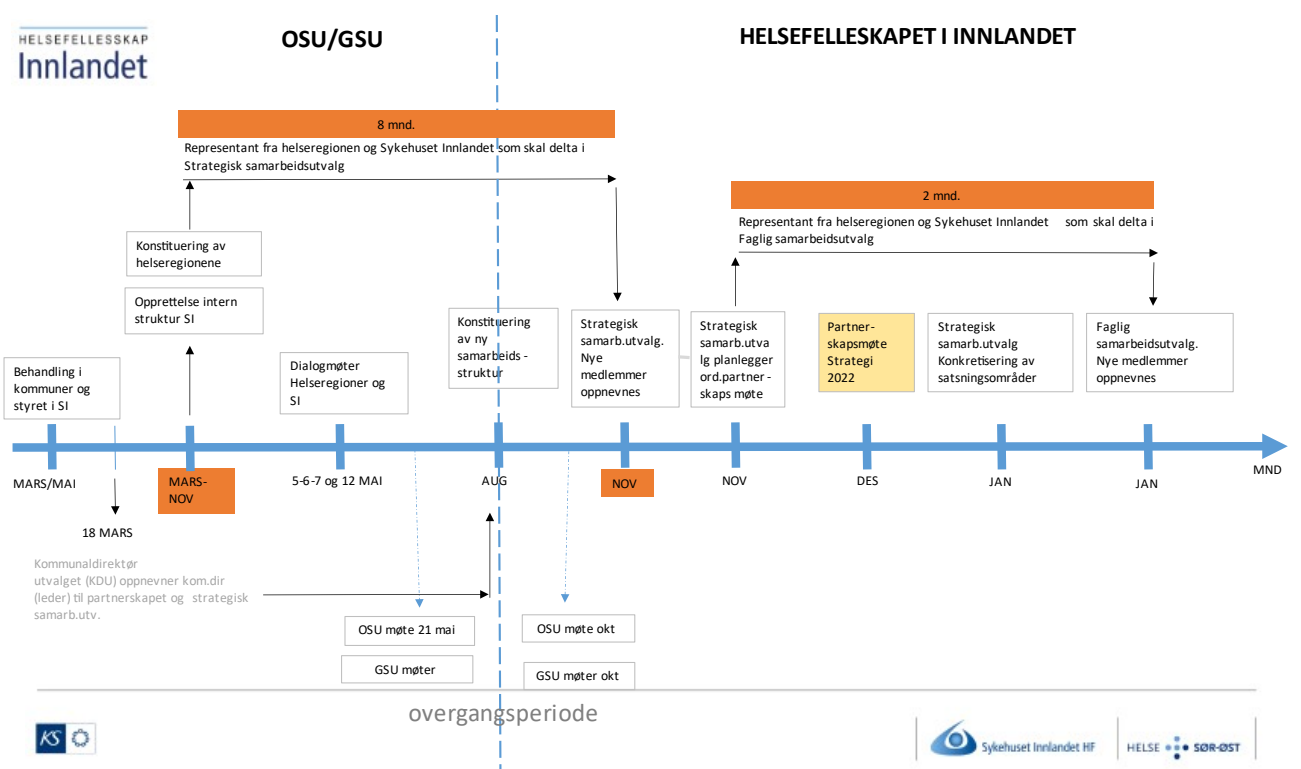 HELSEFELLESSKAP
Innlandet
OSU/GSU
HELSEFELLESKAPET I INNLANDET
8 mnd.
Representant fra helseregionen og Sykehuset Innlandet som skal delta i
Strategisk samarbeidsutvalg
2 mnd.
Representant fra helseregionen og Sykehuset Innlandet som skal delta i
Faglig samarbeidsutvalg
Konstituering av
helseregionene
Opprettelse intern
struktur SI
Behandling i
kommuner og
styret i SI
Dialogmøter
Helseregioner og
SI
Konstituering
av ny
samarbeids -
struktur
Strategisk
samarb.utvalg.
Nye
medlemmer
oppnevnes
Strategisk
samarb.utva
lg planlegger
ord.partner -
skaps møte
Partner-
skapsmøte
Strategi
2022
Strategisk
samarb.utvalg
Konkretisering av
satsningsområder
Faglig
samarbeidsutvalg.
Nye medlemmer
oppnevnes
MARS/MAI
MARS-
NOV
5-6-7 og 12 MAI
AUG
NOV
NOV
DES
JAN
JAN
MND
18 MARS
Kommunaldirektør
utvalget (KDU) oppnevner kom.dir
(leder) til partnerskapet og strategisk
samarb.utv.
OSU møte 21 mai
GSU møter
OSU møte okt
GSU møter okt
overgangsperiode
KS
Sykehuset Innlandet HF
HELSE SØR-ØST